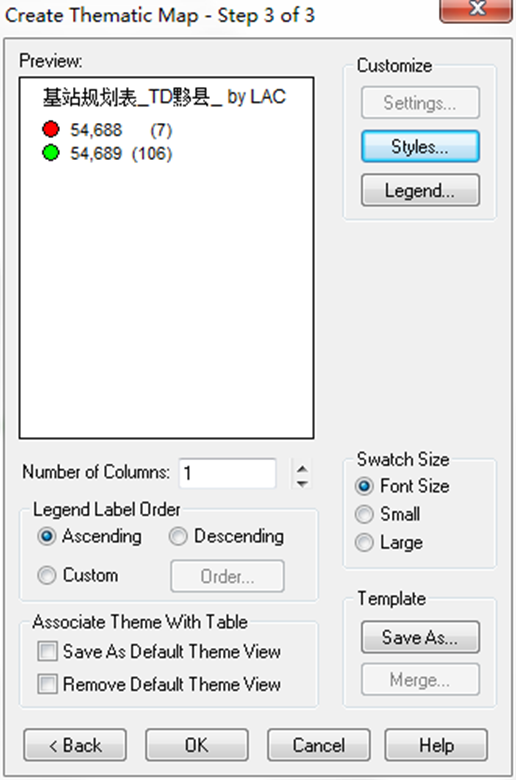 Create Thematic Map - Step 3 of 3
Preview:
基站规划表_TD黟县_ by LAC
54,688 (7)
54,689 (106)
Customize
Settings...
Styles...
Legend...
Number of Columns: 1
Legend Label Order
Ascending
Descending
Custom
Order...
Swatch Size
Font Size
Small
Large
Associate Theme With Table
Save As Default Theme View
Remove Default Theme View
Template
Save As...
Merge...
< Back
OK
Cancel
Help